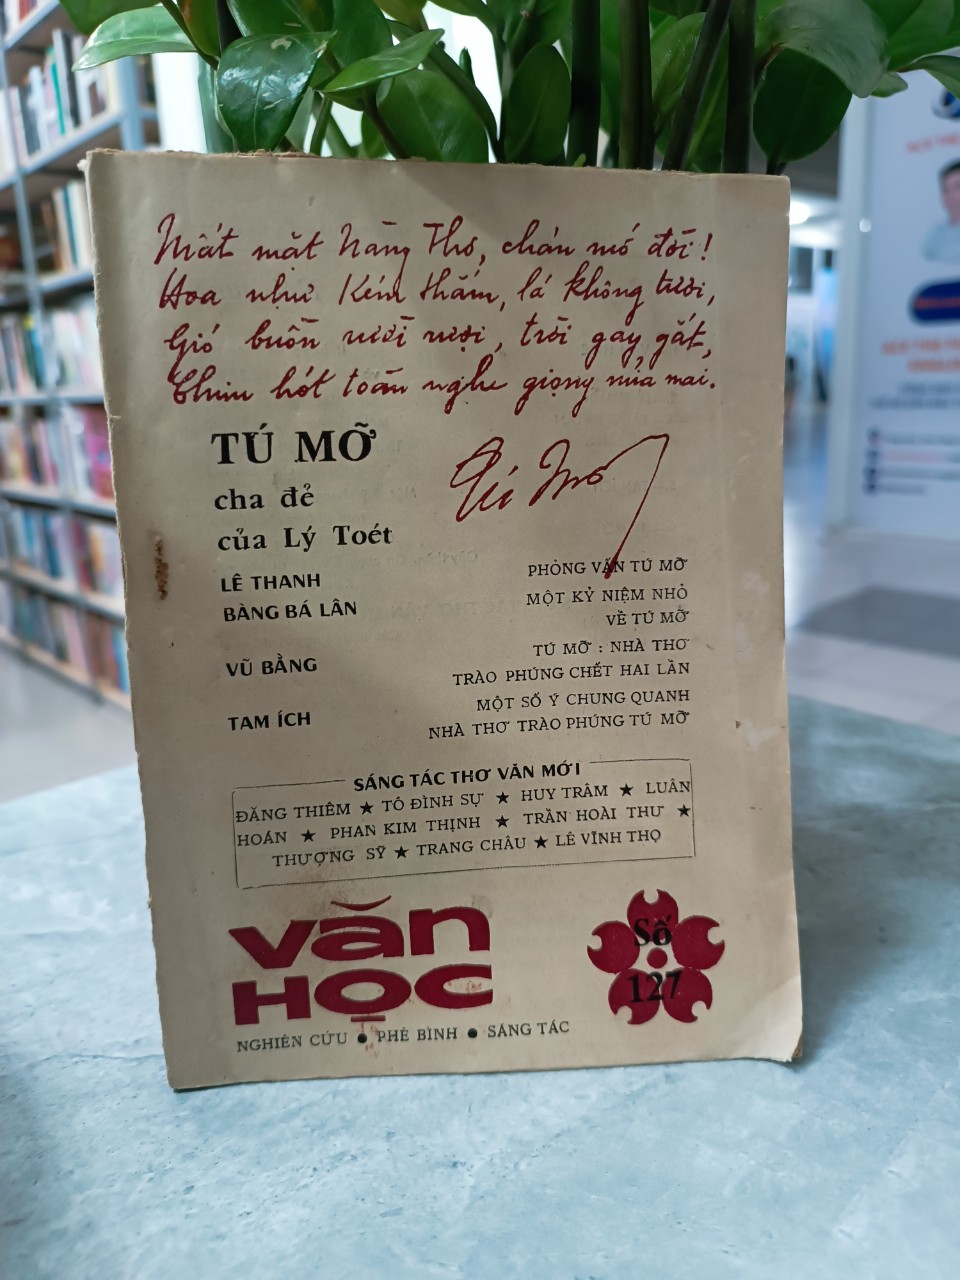 Mất mặt Nàng Thơ, chán mớ đời!
Hoa như kém thắm, lá không tươi,
Gió buồn rười rượi, trời gay gắt,
Chim hót toàn nghe giọng mỉa mai.
TÚ MỠ
Tú Mỡ
cha đẻ
của Lý Toét
LÊ THANH PHỎNG VẤN TÚ MỠ
BÀNG BÁ LÂN MỘT KỶ NIỆM NHỎ
VỀ TÚ MỠ
VŨ BẰNG TÚ MỠ : NHÀ THƠ
TRÀO PHÚNG CHẾT HAI LẦN
TAM ÍCH MỘT SỐ Ý CHUNG QUANH
NHÀ THƠ TRÀO PHÚNG TÚ MỠ
SÁNG TÁC THƠ VĂN MỚI
ĐĂNG THIÊM ★ TÔ ĐÌNH SỰ ★ HUY TRÂM ★ LUÂN
HOÁN ★ PHAN KIM THỊNH ★ TRẦN HOÀI THƯ ★
THƯỢNG SỸ ★ TRANG CHÂU ★ LÊ VĨNH THỌ
văn
HỌC
Số
127
NGHIÊN CỨU ● PHÊ BÌNH ● SÁNG TÁC